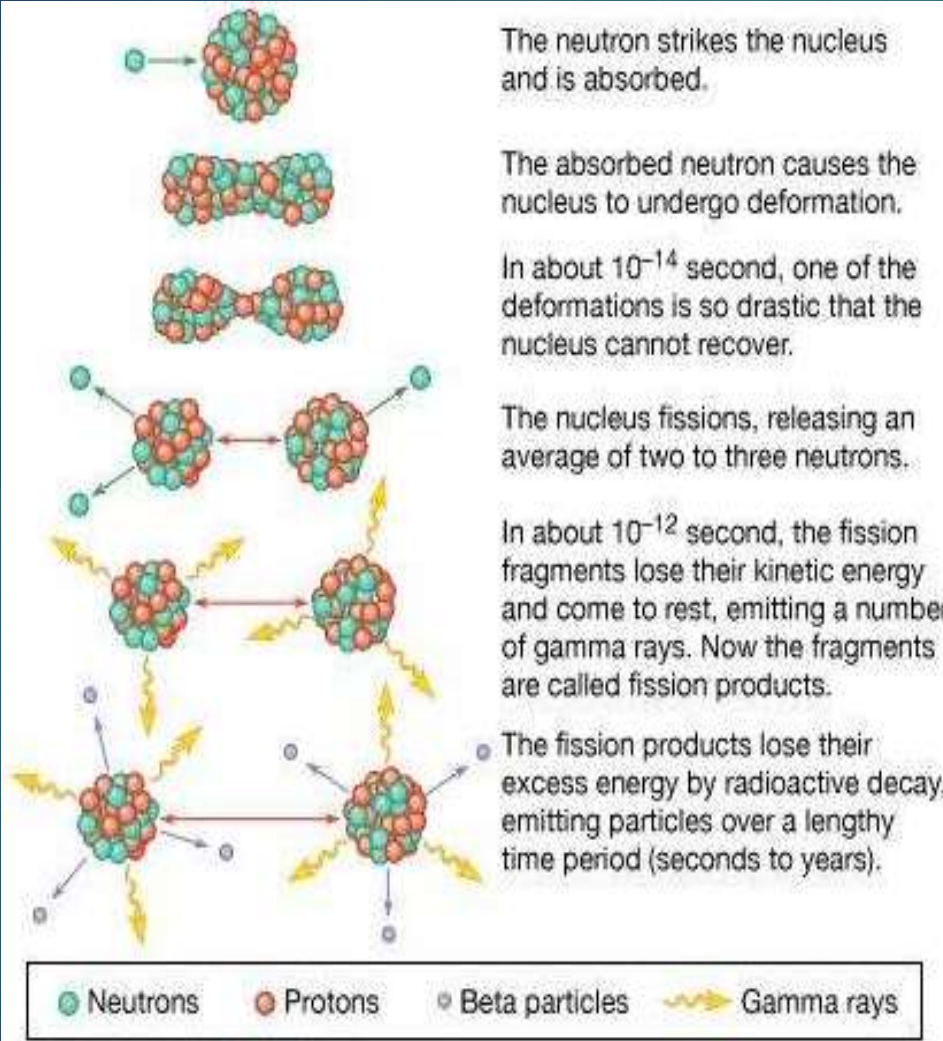 The neutron strikes the nucleus
and is absorbed.
The absorbed neutron causes the
nucleus to undergo deformation.
In about 10⁻¹⁴ second, one of the
deformations is so drastic that the
nucleus cannot recover.
The nucleus fissions, releasing an
average of two to three neutrons.
In about 10⁻¹² second, the fission
fragments lose their kinetic energy
and come to rest, emitting a number
of gamma rays. Now the fragments
are called fission products.
The fission products lose their
excess energy by radioactive decay,
emitting particles over a lengthy
time period (seconds to years).
Neutrons Protons Beta particles Gamma rays